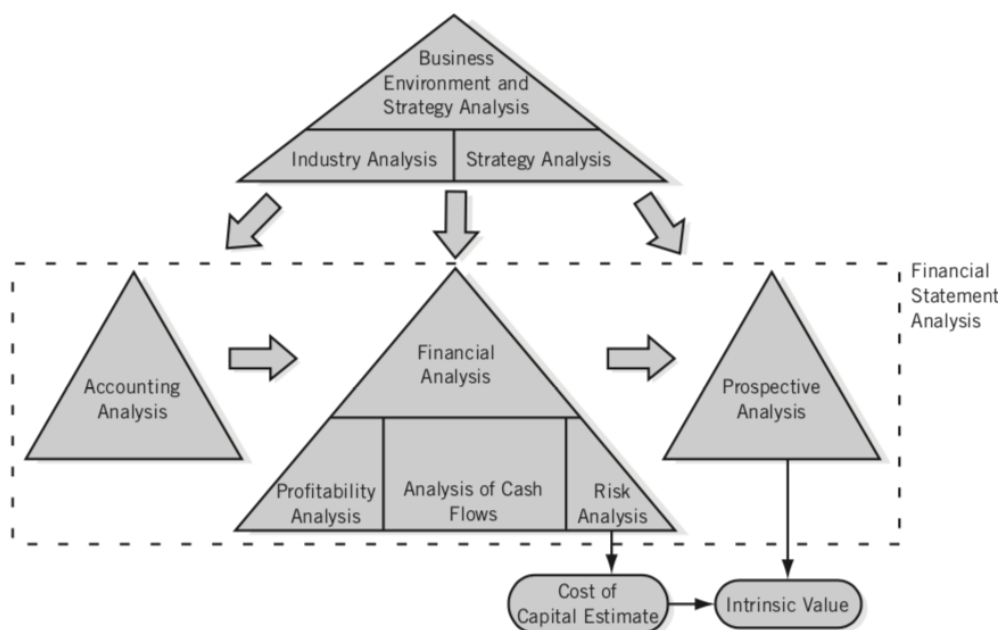 Business
Environment and
Strategy Analysis
Industry Analysis
Strategy Analysis
Financial
Statement
Analysis
Accounting
Analysis
Financial
Analysis
Prospective
Analysis
Profitability
Analysis
Analysis of Cash
Flows
Risk
Analysis
Cost of
Capital Estimate
Intrinsic Value